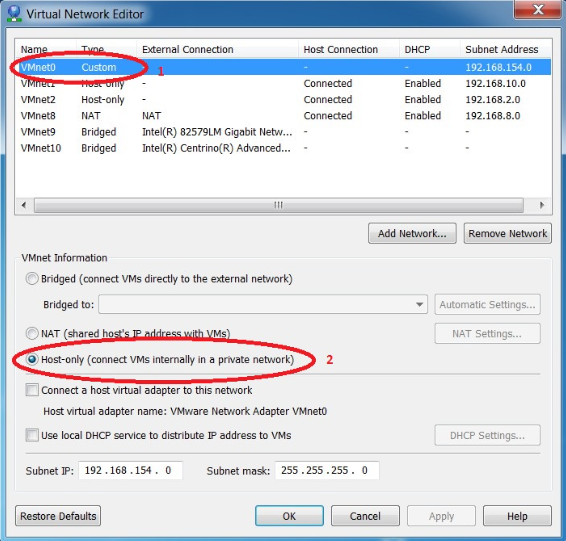 Virtual Network Editor
Name Type External Connection Host Connection DHCP Subnet Address
VMnet0 Custom - - - 192.168.154.0
1
VMnet1 Host-only - Connected Enabled 192.168.10.0
VMnet2 Host-only - Connected Enabled 192.168.2.0
VMnet8 NAT NAT Connected Enabled 192.168.8.0
VMnet9 Bridged Intel(R) 82579LM Gigabit Netw... - -
VMnet10 Bridged Intel(R) Centrino(R) Advanced... - -
Add Network... Remove Network
VMnet Information
Bridged (connect VMs directly to the external network)
Bridged to: Automatic Settings...
NAT (shared host's IP address with VMs) NAT Settings...
Host-only (connect VMs internally in a private network) 2
Connect a host virtual adapter to this network
Host virtual adapter name: VMware Network Adapter VMnet0
Use local DHCP service to distribute IP address to VMs DHCP Settings...
Subnet IP: 192 . 168 . 154 . 0 Subnet mask: 255 . 255 . 255 . 0
Restore Defaults OK Cancel Apply Help